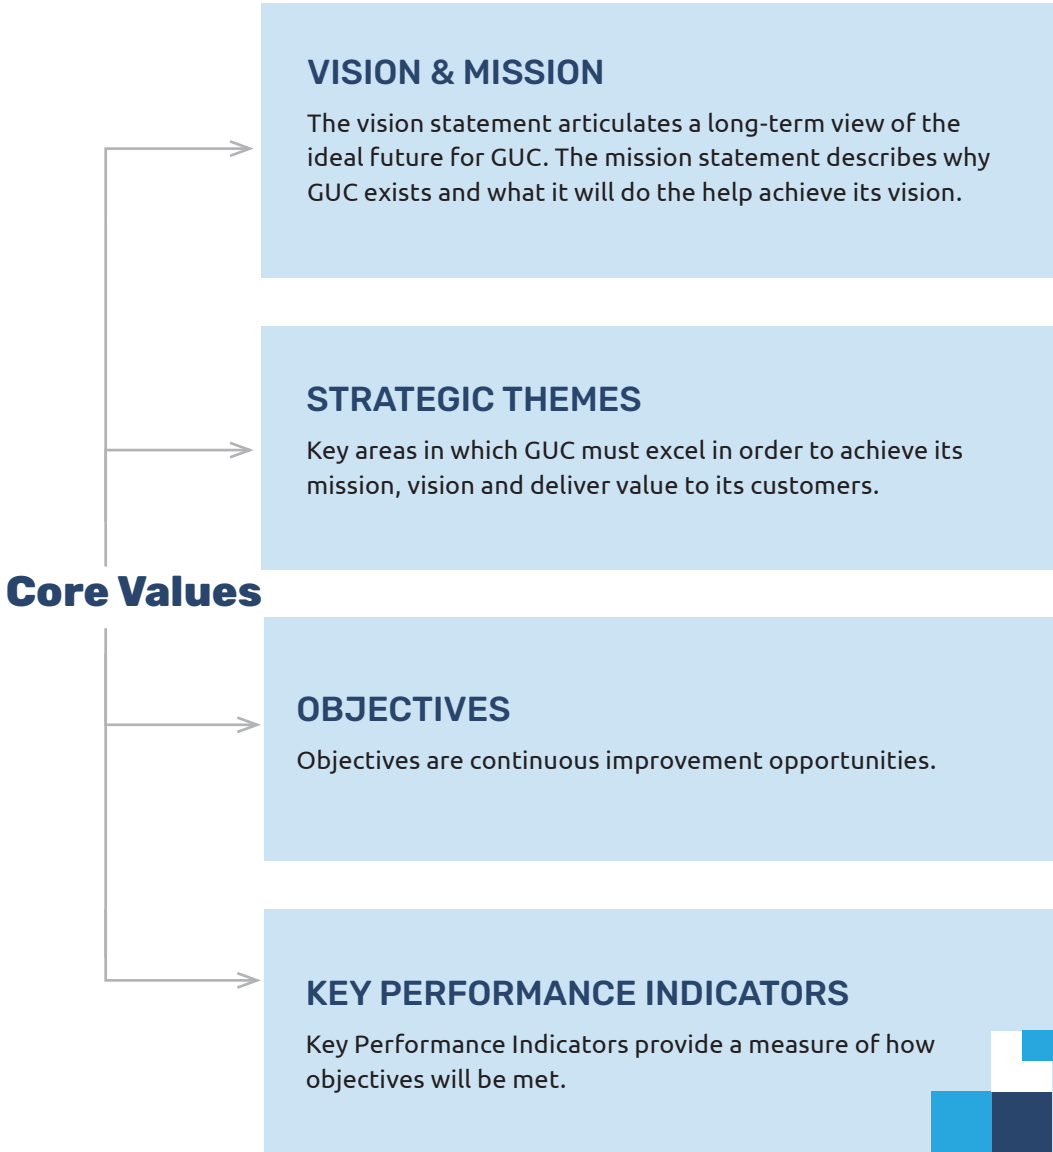 VISION & MISSION
The vision statement articulates a long-term view of the
ideal future for GUC. The mission statement describes why
GUC exists and what it will do the help achieve its vision.
STRATEGIC THEMES
Key areas in which GUC must excel in order to achieve its
mission, vision and deliver value to its customers.
Core Values
OBJECTIVES
Objectives are continuous improvement opportunities.
KEY PERFORMANCE INDICATORS
Key Performance Indicators provide a measure of how
objectives will be met.